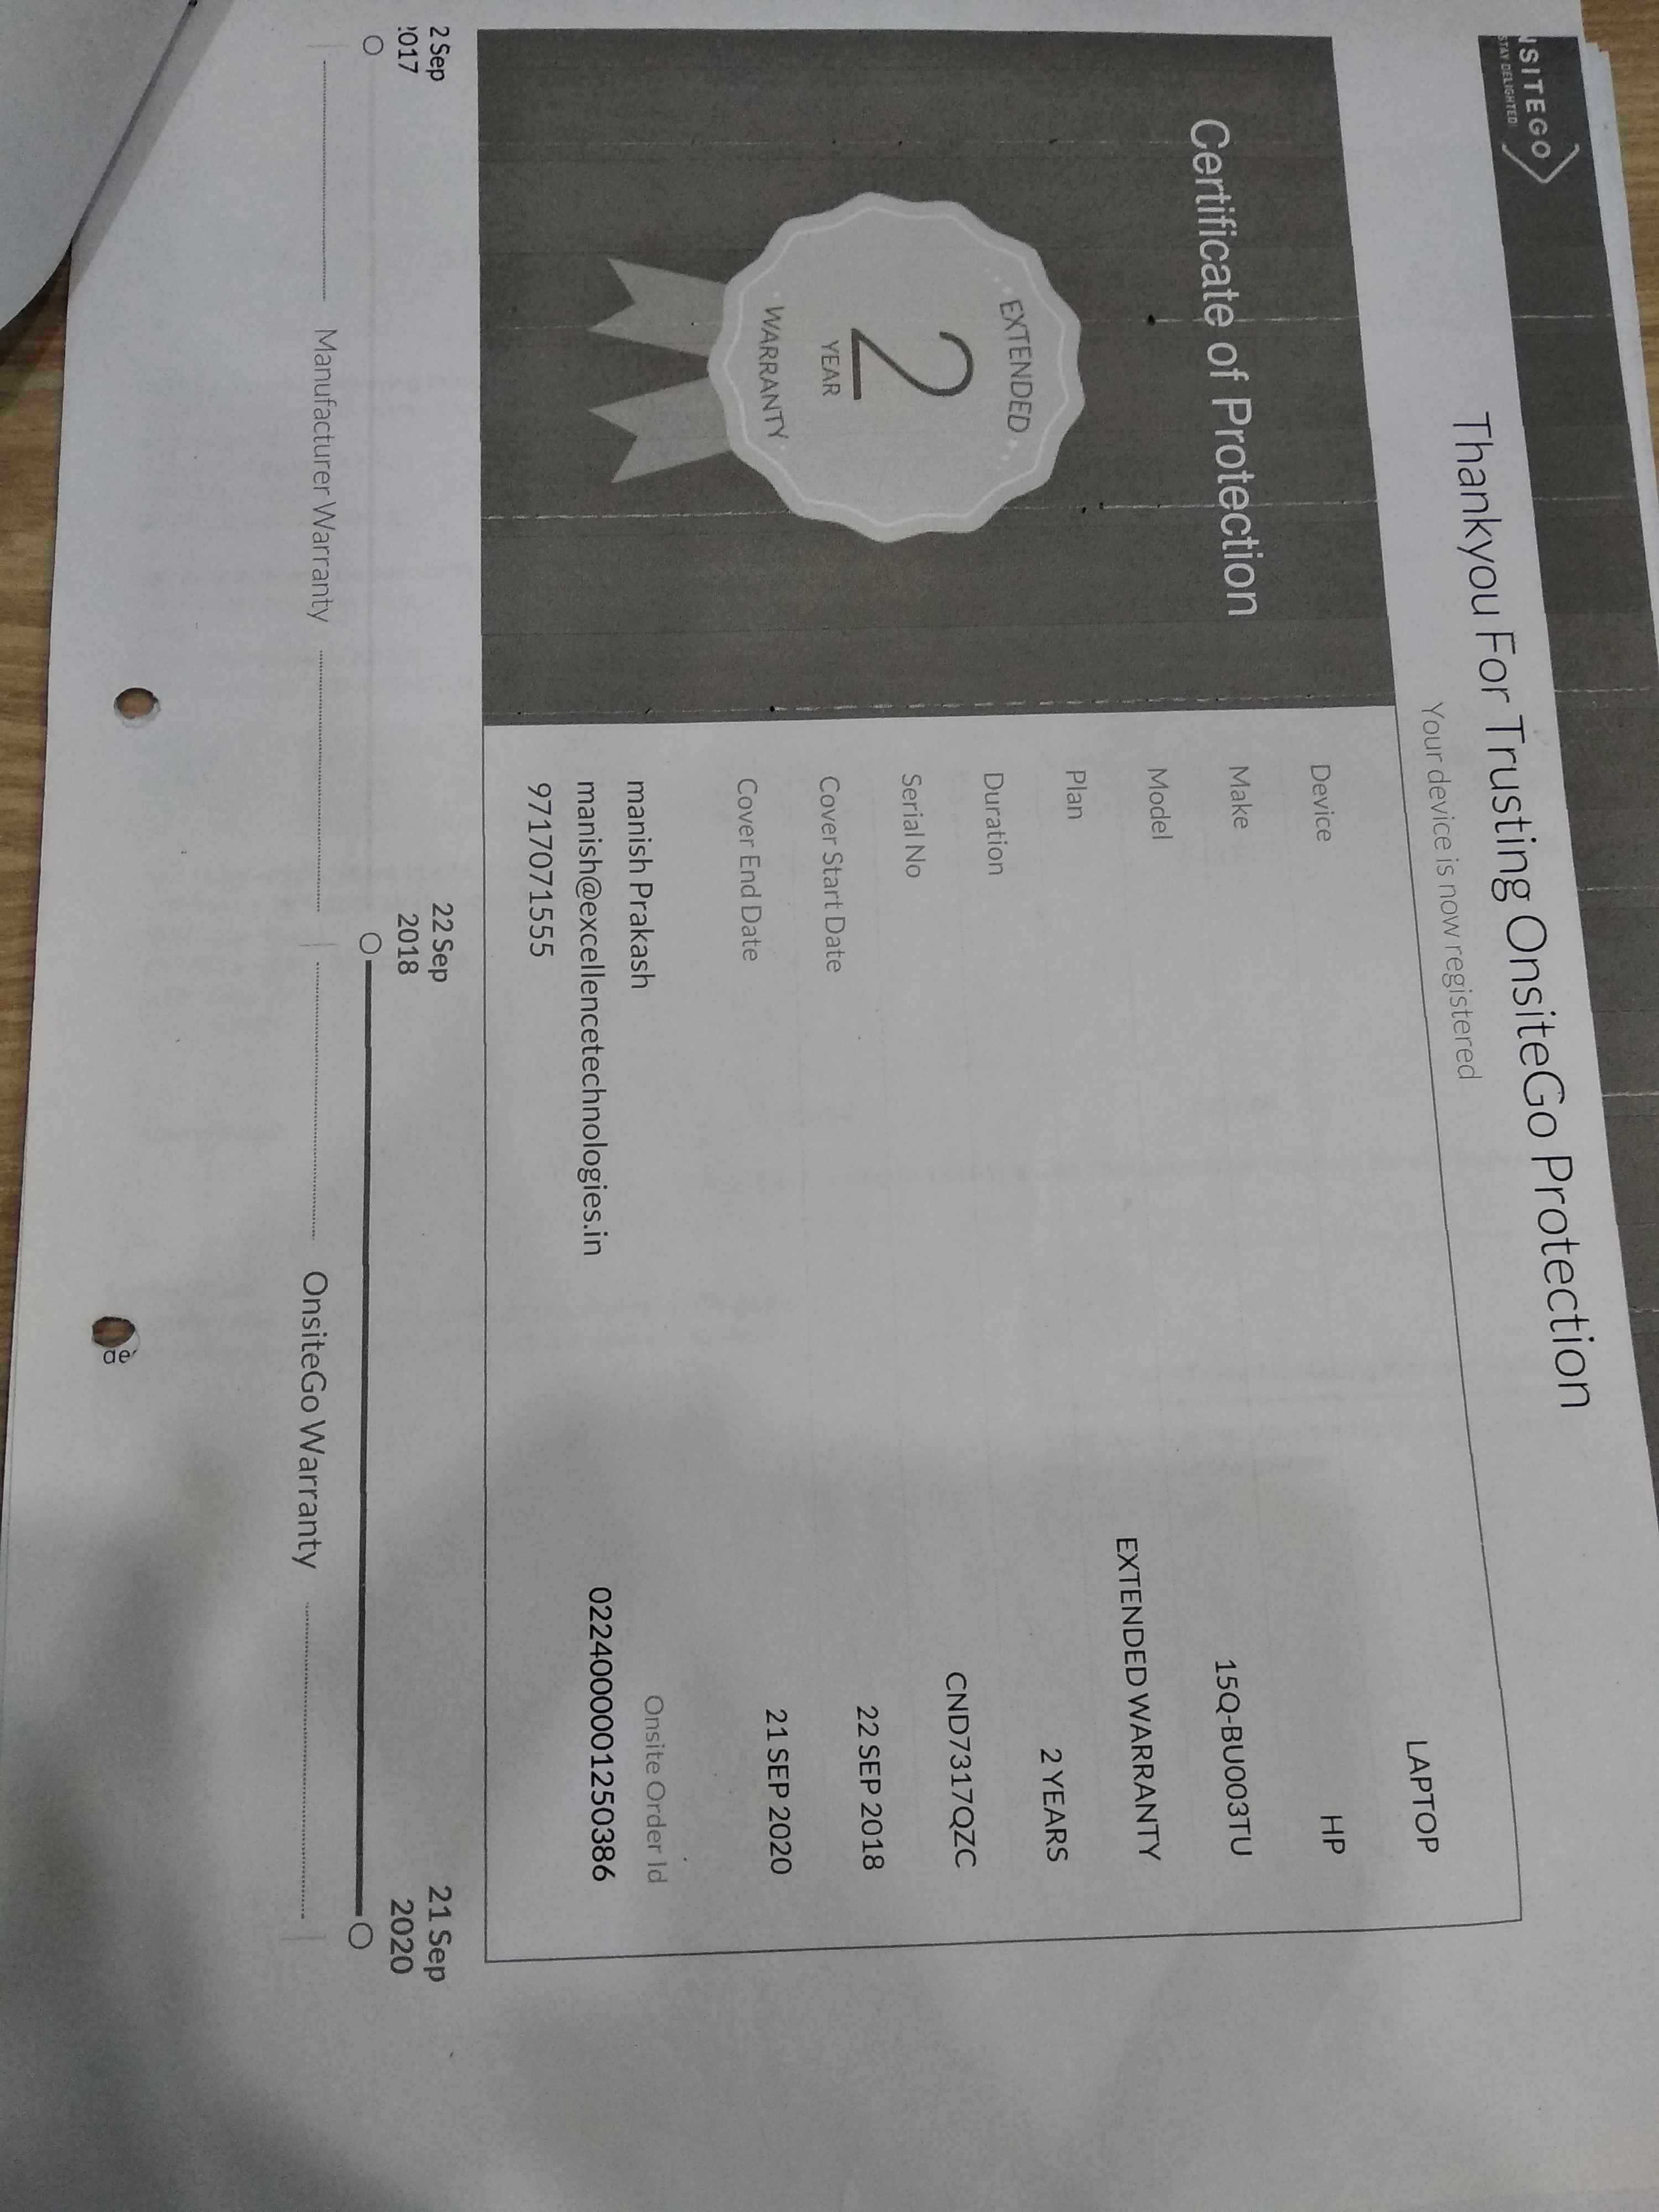 NSITEGO
STAY DELIGHTED!
Thankyou For Trusting OnsiteGo Protection
Your device is now registered
Certificate of Protection
EXTENDED
2
YEAR
WARRANTY
Device LAPTOP
Make HP
Model 15Q-BU003TU
Plan EXTENDED WARRANTY
Duration 2 YEARS
Serial No CND7317QZC
Cover Start Date 22 SEP 2018
Cover End Date 21 SEP 2020
manish Prakash
manish@excellencetechnologies.in
9717071555
Onsite Order Id
02240000001250386
2 Sep 22 Sep 21 Sep
017 2018 2020
Manufacturer Warranty OnsiteGo Warranty